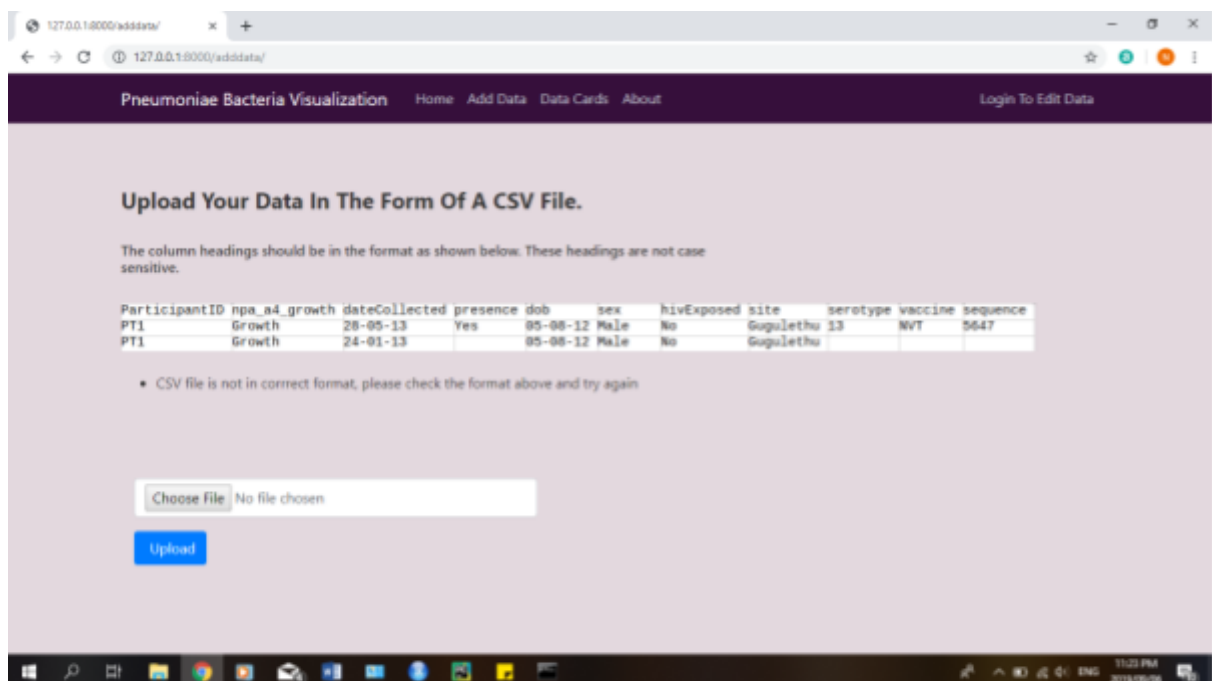 127.0.0.1:8000/adddata/
127.0.0.1:8000/adddata/
Pneumoniae Bacteria Visualization Home Add Data Data Cards About Login To Edit Data
Upload Your Data In The Form Of A CSV File.
The column headings should be in the format as shown below. These headings are not case
sensitive.
ParticipantID npa_a4_growth dateCollected presence dob sex hivExposed site serotype vaccine sequence
PT1 Growth 28-05-13 Yes 05-08-12 Male No Gugulethu 13 NVT 5647
PT1 Growth 24-01-13 05-08-12 Male No Gugulethu
• CSV file is not in corrrect format, please check the format above and try again
Choose File No file chosen
Upload
ENG 11:23 PM